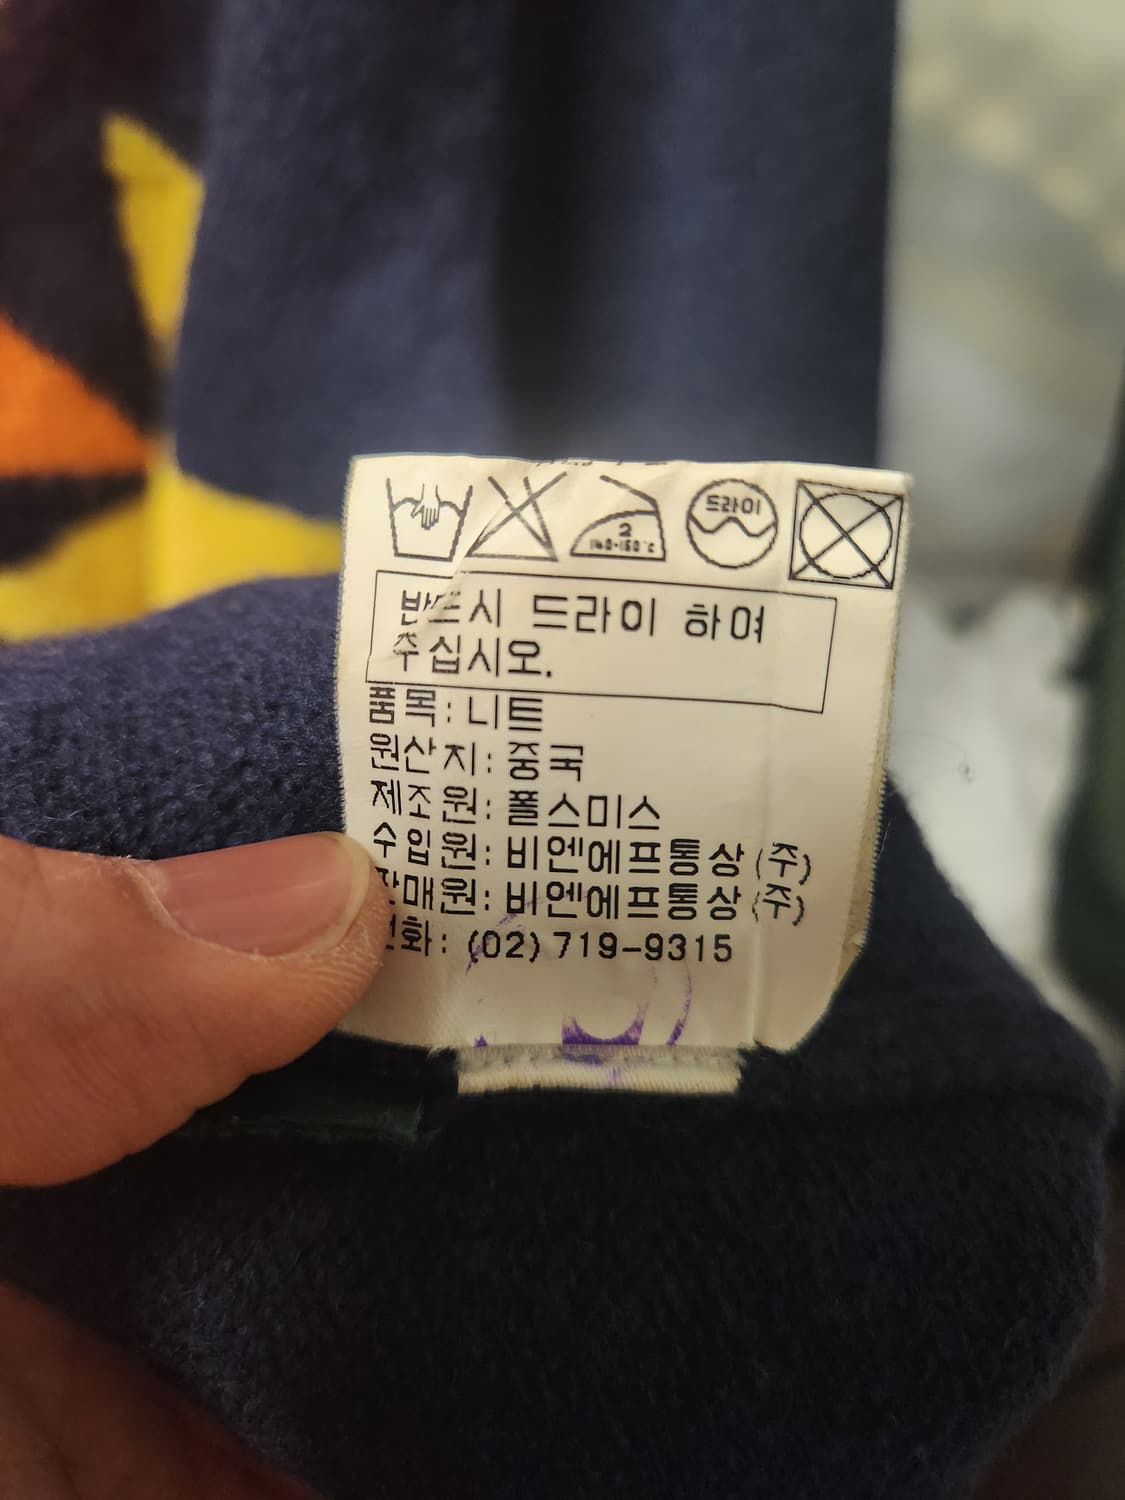 드라이
2
140~160°C
반드시 드라이 하여
주십시오.
품목: 니트
원산지: 중국
제조원: 폴스미스
수입원: 비엔에프통상(주)
판매원: 비엔에프통상(주)
전화: (02)719-9315